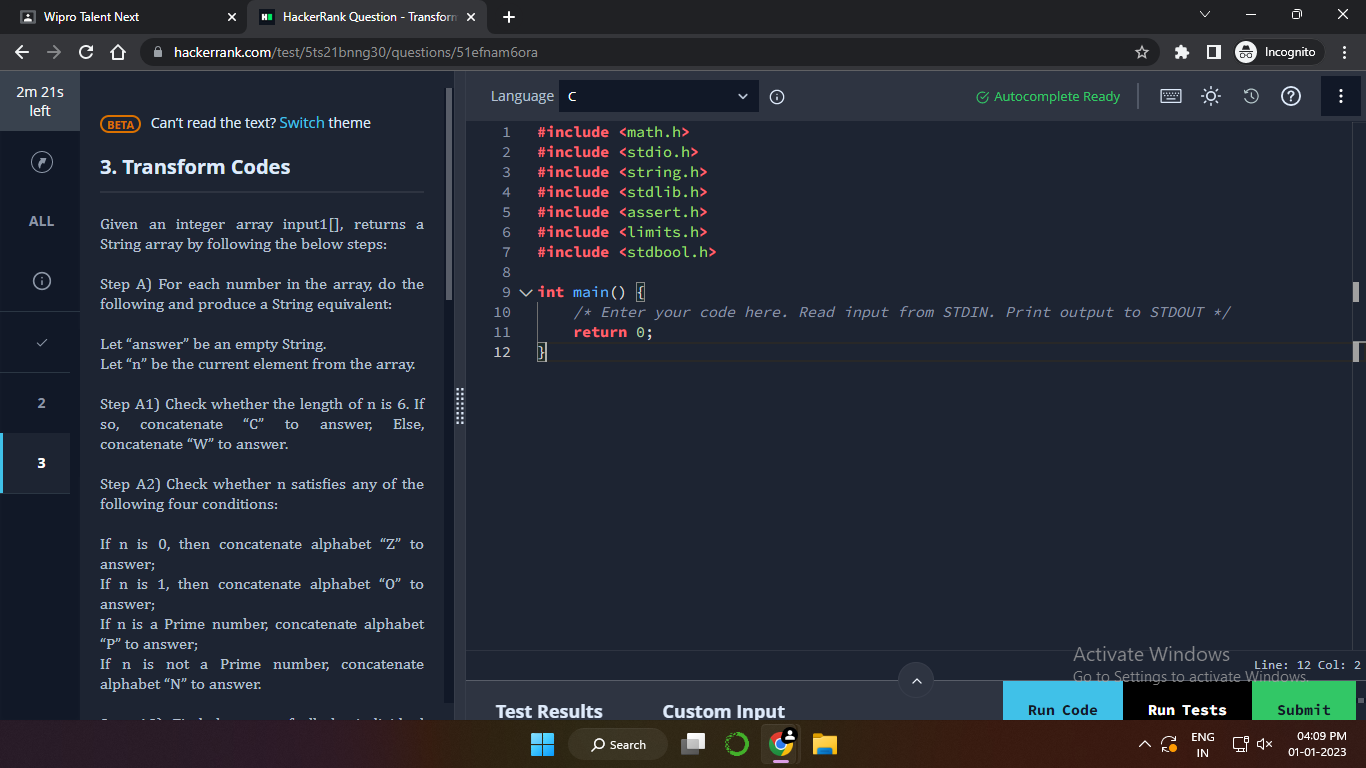 Wipro Talent Next
HackerRank Question - Transform
hackerrank.com/test/5ts21bnng30/questions/51efnam6ora
Incognito
2m 21s
left
ALL
2
3
BETA Can't read the text? Switch theme
3. Transform Codes
Given an integer array input1[], returns a
String array by following the below steps:
Step A) For each number in the array, do the
following and produce a String equivalent:
Let “answer” be an empty String.
Let “n” be the current element from the array.
Step A1) Check whether the length of n is 6. If
so, concatenate “C” to answer, Else,
concatenate “W” to answer.
Step A2) Check whether n satisfies any of the
following four conditions:
If n is 0, then concatenate alphabet “Z” to
answer;
If n is 1, then concatenate alphabet “O” to
answer;
If n is a Prime number, concatenate alphabet
“P” to answer;
If n is not a Prime number, concatenate
alphabet “N” to answer.
Language C
Autocomplete Ready
1 #include <math.h>
2 #include <stdio.h>
3 #include <string.h>
4 #include <stdlib.h>
5 #include <assert.h>
6 #include <limits.h>
7 #include <stdbool.h>
8
9 int main() {
10 /* Enter your code here. Read input from STDIN. Print output to STDOUT */
11 return 0;
12 }
Activate Windows
Go to Settings to activate Windows.
Line: 12 Col: 2
Test Results Custom Input
Run Code Run Tests Submit
Search
ENG
IN
04:09 PM
01-01-2023